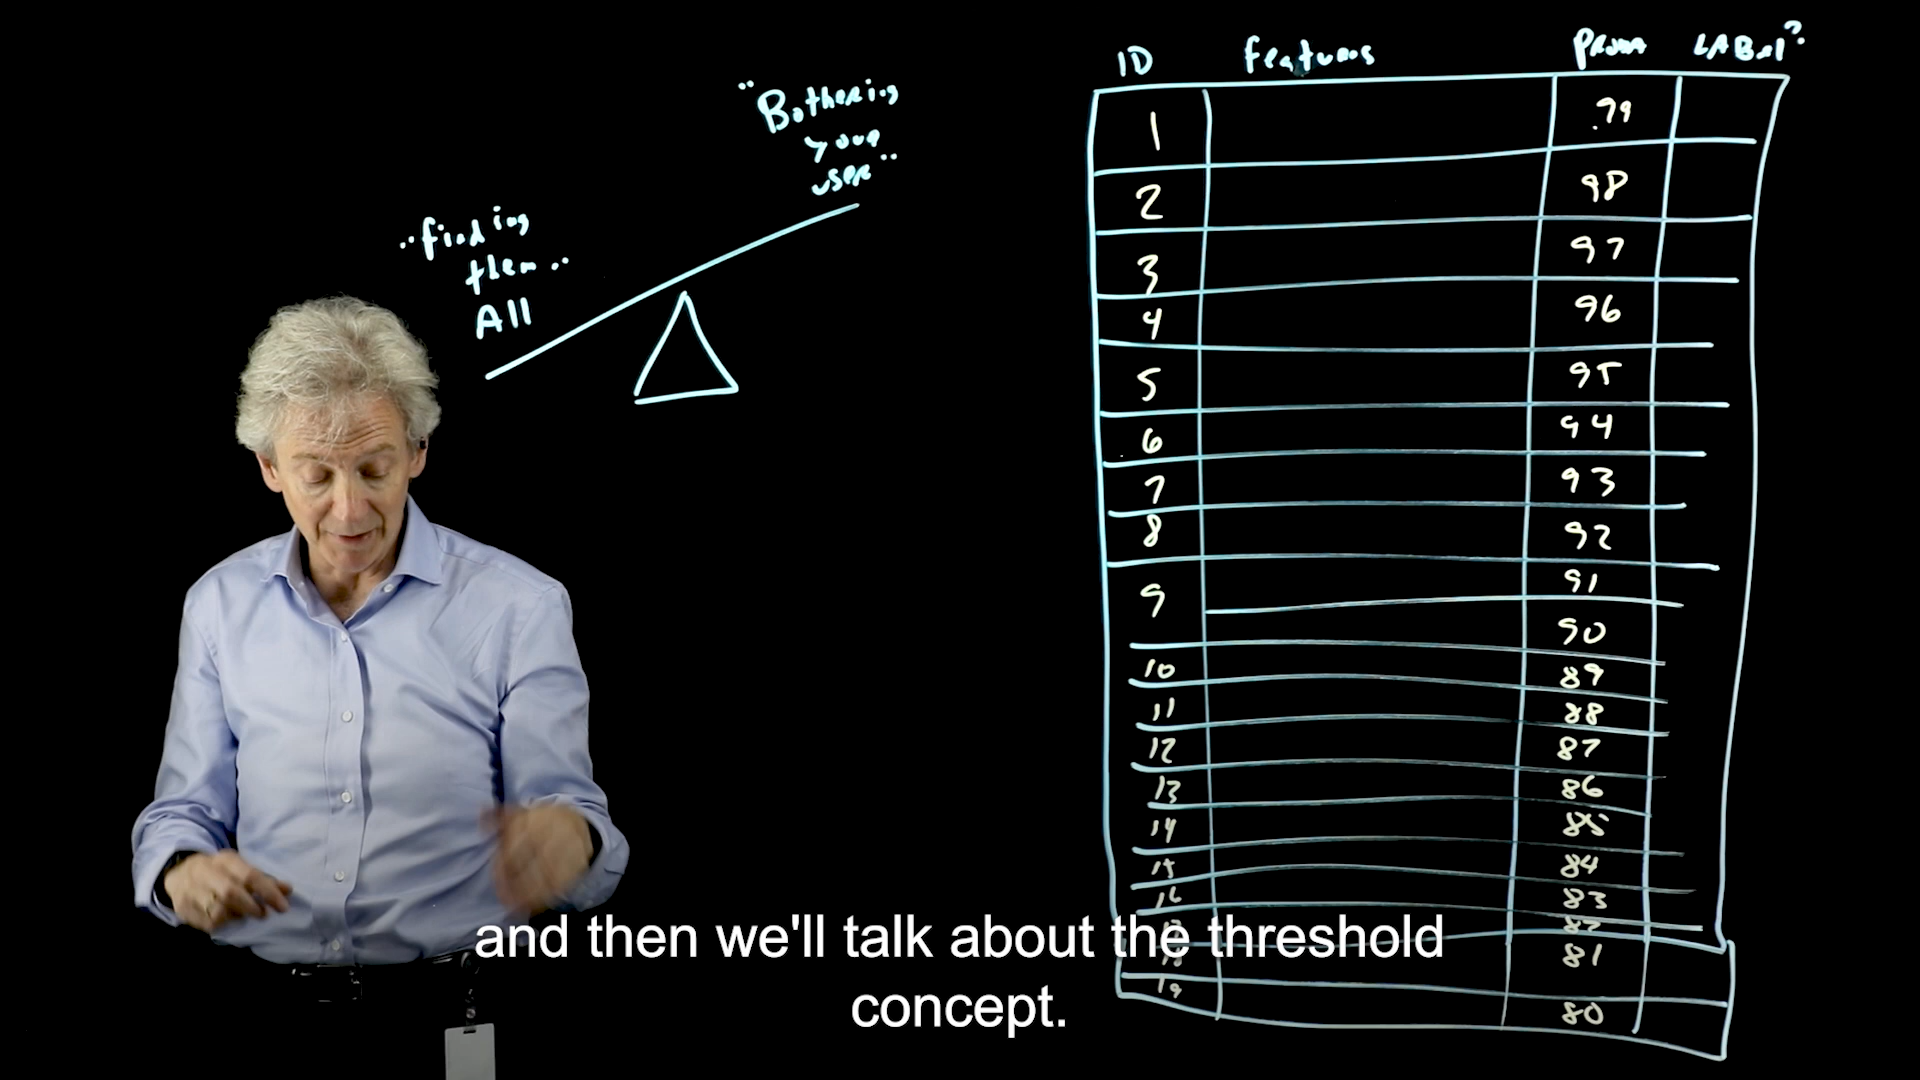 "Bothering
your
user"
"finding
them"
All
ID features PROBA LABEL?
1 .99
2 98
3 97
4 96
5 95
6 94
7 93
8 92
9 91
90
10 89
11 88
12 87
13 86
14 85
15 84
16 83
81
19
80
and then we'll talk about the threshold
concept.